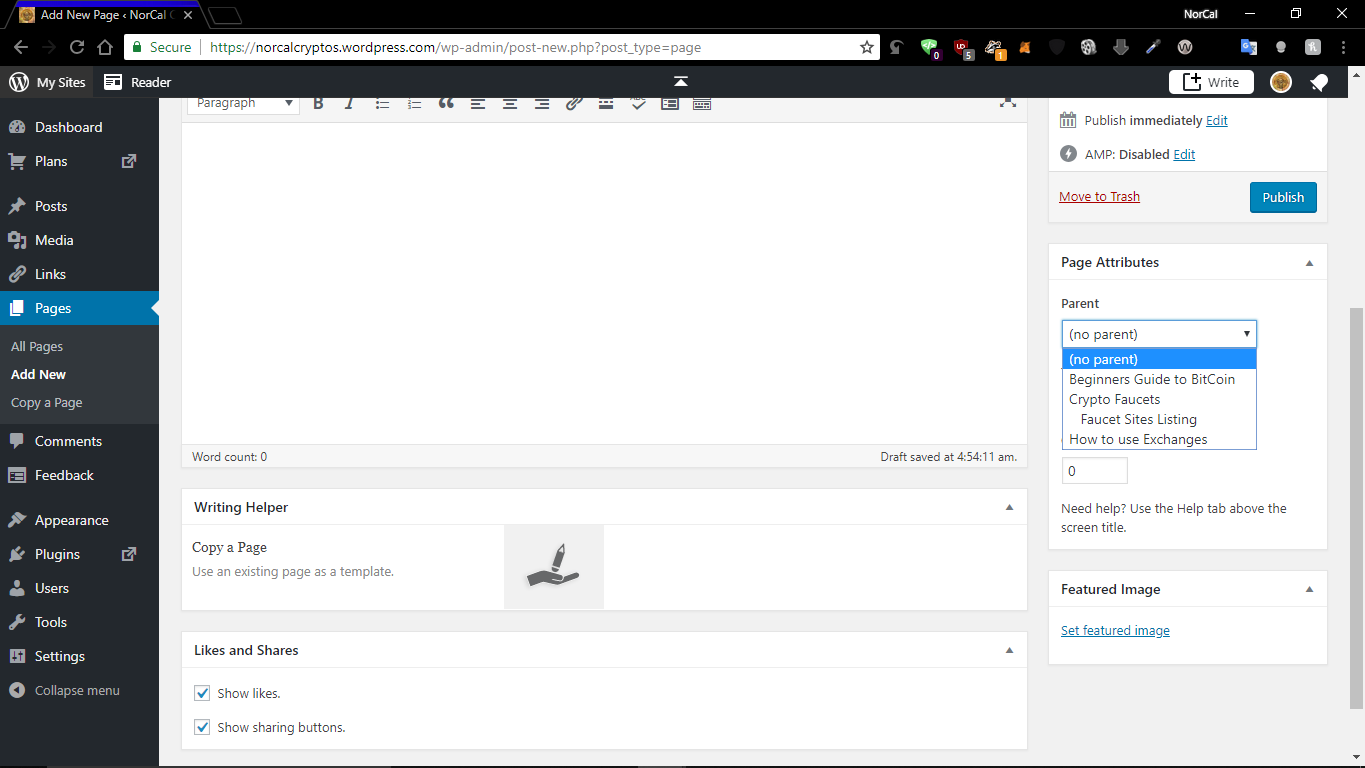 Add New Page ‹ NorCal C
NorCal
Secure https://norcalcryptos.wordpress.com/wp-admin/post-new.php?post_type=page
0
5
1
My Sites Reader Write
Paragraph B I ABC
Dashboard
Plans
Posts
Media
Links
Pages
All Pages
Add New
Copy a Page
Comments
Feedback
Appearance
Plugins
Users
Tools
Settings
Collapse menu
Word count: 0 Draft saved at 4:54:11 am.
Writing Helper
Copy a Page
Use an existing page as a template.
Likes and Shares
Show likes.
Show sharing buttons.
Publish immediately Edit
AMP: Disabled Edit
Move to Trash Publish
Page Attributes
Parent
(no parent)
(no parent)
Beginners Guide to BitCoin
Crypto Faucets
Faucet Sites Listing
How to use Exchanges
0
Need help? Use the Help tab above the
screen title.
Featured Image
Set featured image